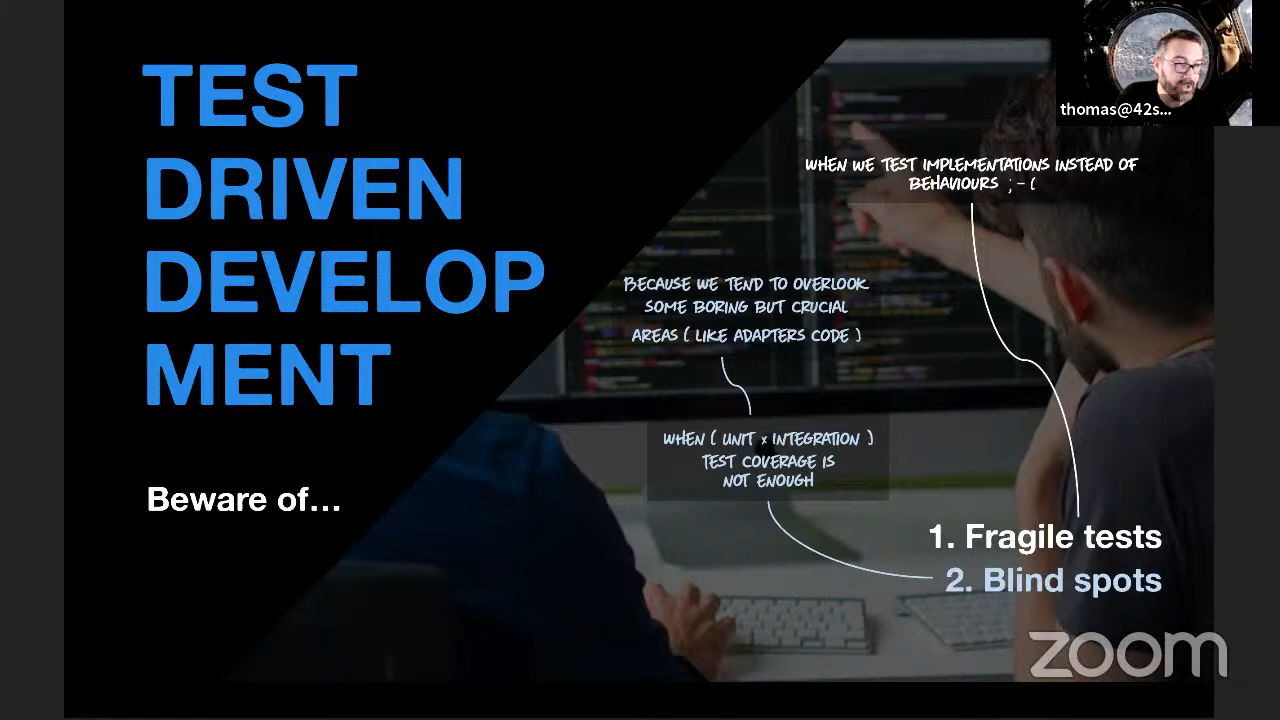 TEST
DRIVEN
DEVELOP
MENT
Beware of...
thomas@42s...
WHEN WE TEST IMPLEMENTATIONS INSTEAD OF
BEHAVIOURS ;-(
BECAUSE WE TEND TO OVERLOOK
SOME BORING BUT CRUCIAL
AREAS (LIKE ADAPTERS CODE)
WHEN (UNIT x INTEGRATION)
TEST COVERAGE IS
NOT ENOUGH
1. Fragile tests
2. Blind spots
zoom